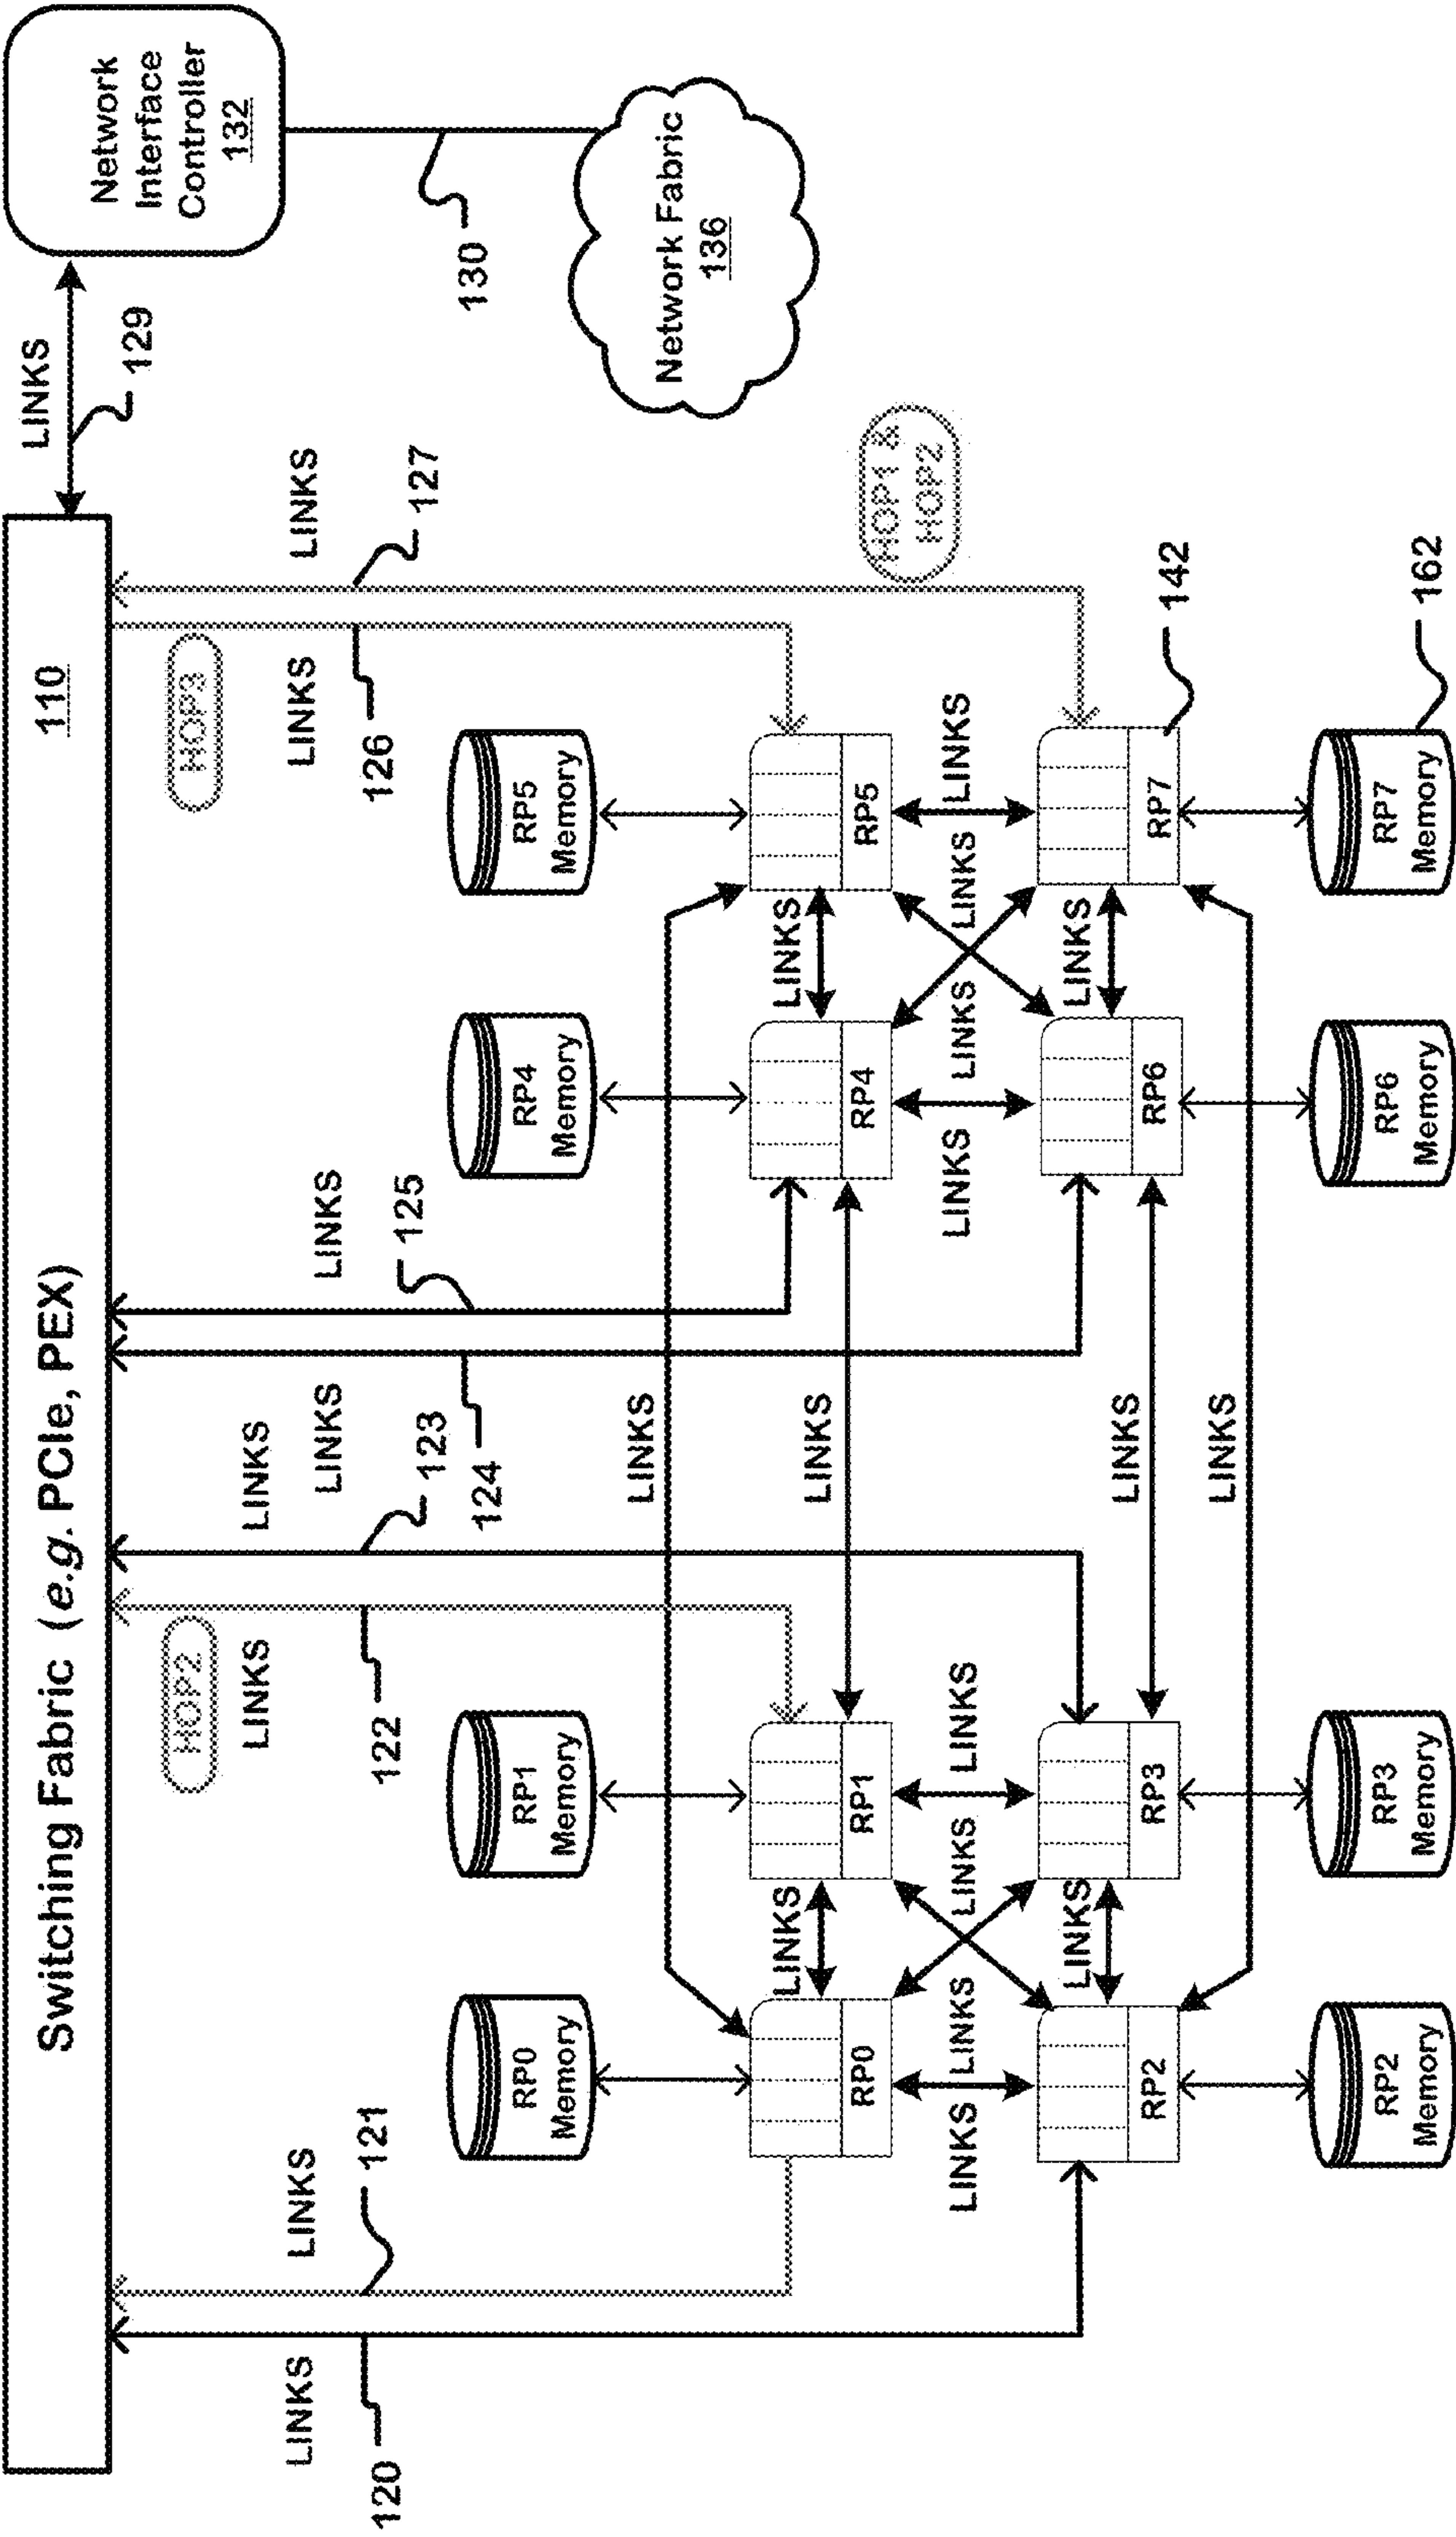 Switching Fabric (e.g. PCIe, PEX)
110
LINKS
129
Network
Interface
Controller
132
130
Network Fabric
136
HOP2
HOP3
LINKS
LINKS
LINKS
LINKS
LINKS
LINKS
LINKS
LINKS
120
121
122
123
124
125
126
127
HOP1 &
HOP2
RP0
Memory
RP1
Memory
RP4
Memory
RP5
Memory
LINKS
RP0
LINKS
RP1
LINKS
RP4
LINKS
RP5
LINKS
LINKS
LINKS
LINKS
LINKS
LINKS
LINKS
LINKS
RP2
LINKS
RP3
LINKS
RP6
LINKS
RP7
142
LINKS
RP2
Memory
RP3
Memory
RP6
Memory
RP7
Memory
162